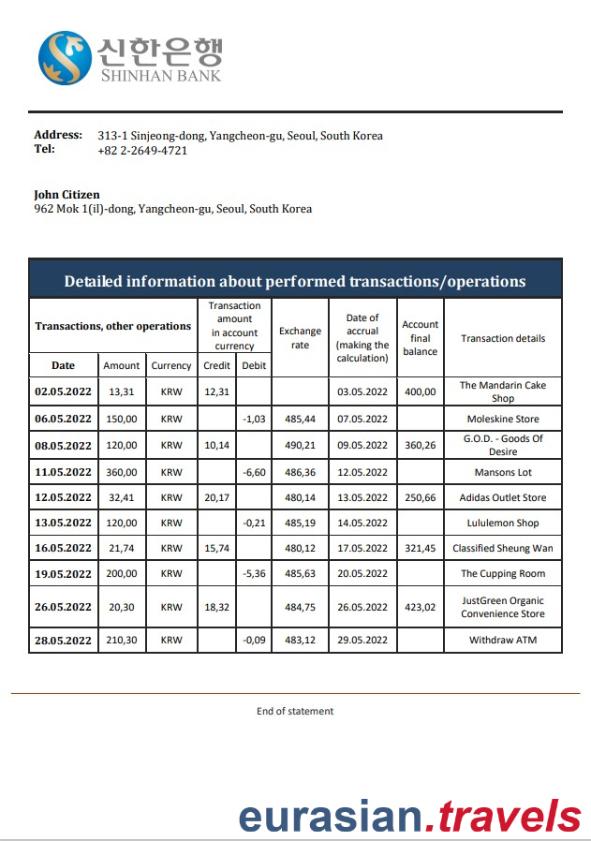 신한은행
SHINHAN BANK
Address: 313-1 Sinjeong-dong, Yangcheon-gu, Seoul, South Korea
Tel: +82 2-2649-4721
John Citizen
962 Mok 1(il)-dong, Yangcheon-gu, Seoul, South Korea
Detailed information about performed transactions/operations
Transactions, other operations
Transaction
amount
in account
currency
Exchange
rate
Date of
accrual
(making the
calculation)
Account
final
balance
Transaction details
Date Amount Currency Credit Debit
02.05.2022 13,31 KRW 12,31 03.05.2022 400,00 The Mandarin Cake
Shop
06.05.2022 150,00 KRW -1,03 485,44 07.05.2022 Moleskine Store
08.05.2022 120,00 KRW 10,14 490,21 09.05.2022 360,26 G.O.D. - Goods Of
Desire
11.05.2022 360,00 KRW -6,60 486,36 12.05.2022 Mansons Lot
12.05.2022 32,41 KRW 20,17 480,14 13.05.2022 250,66 Adidas Outlet Store
13.05.2022 120,00 KRW -0,21 485,19 14.05.2022 Lululemon Shop
16.05.2022 21,74 KRW 15,74 480,12 17.05.2022 321,45 Classified Sheung Wan
19.05.2022 200,00 KRW -5,36 485,63 20.05.2022 The Cupping Room
26.05.2022 20,30 KRW 18,32 484,75 26.05.2022 423,02 JustGreen Organic
Convenience Store
28.05.2022 210,30 KRW -0,09 483,12 29.05.2022 Withdraw ATM
End of statement
eurasian.travels